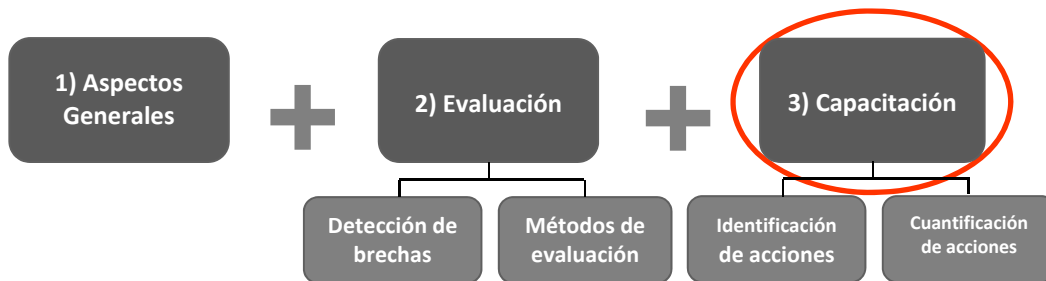 1) Aspectos
Generales
2) Evaluación
3) Capacitación
Detección de
brechas
Métodos de
evaluación
Identificación
de acciones
Cuantificación
de acciones